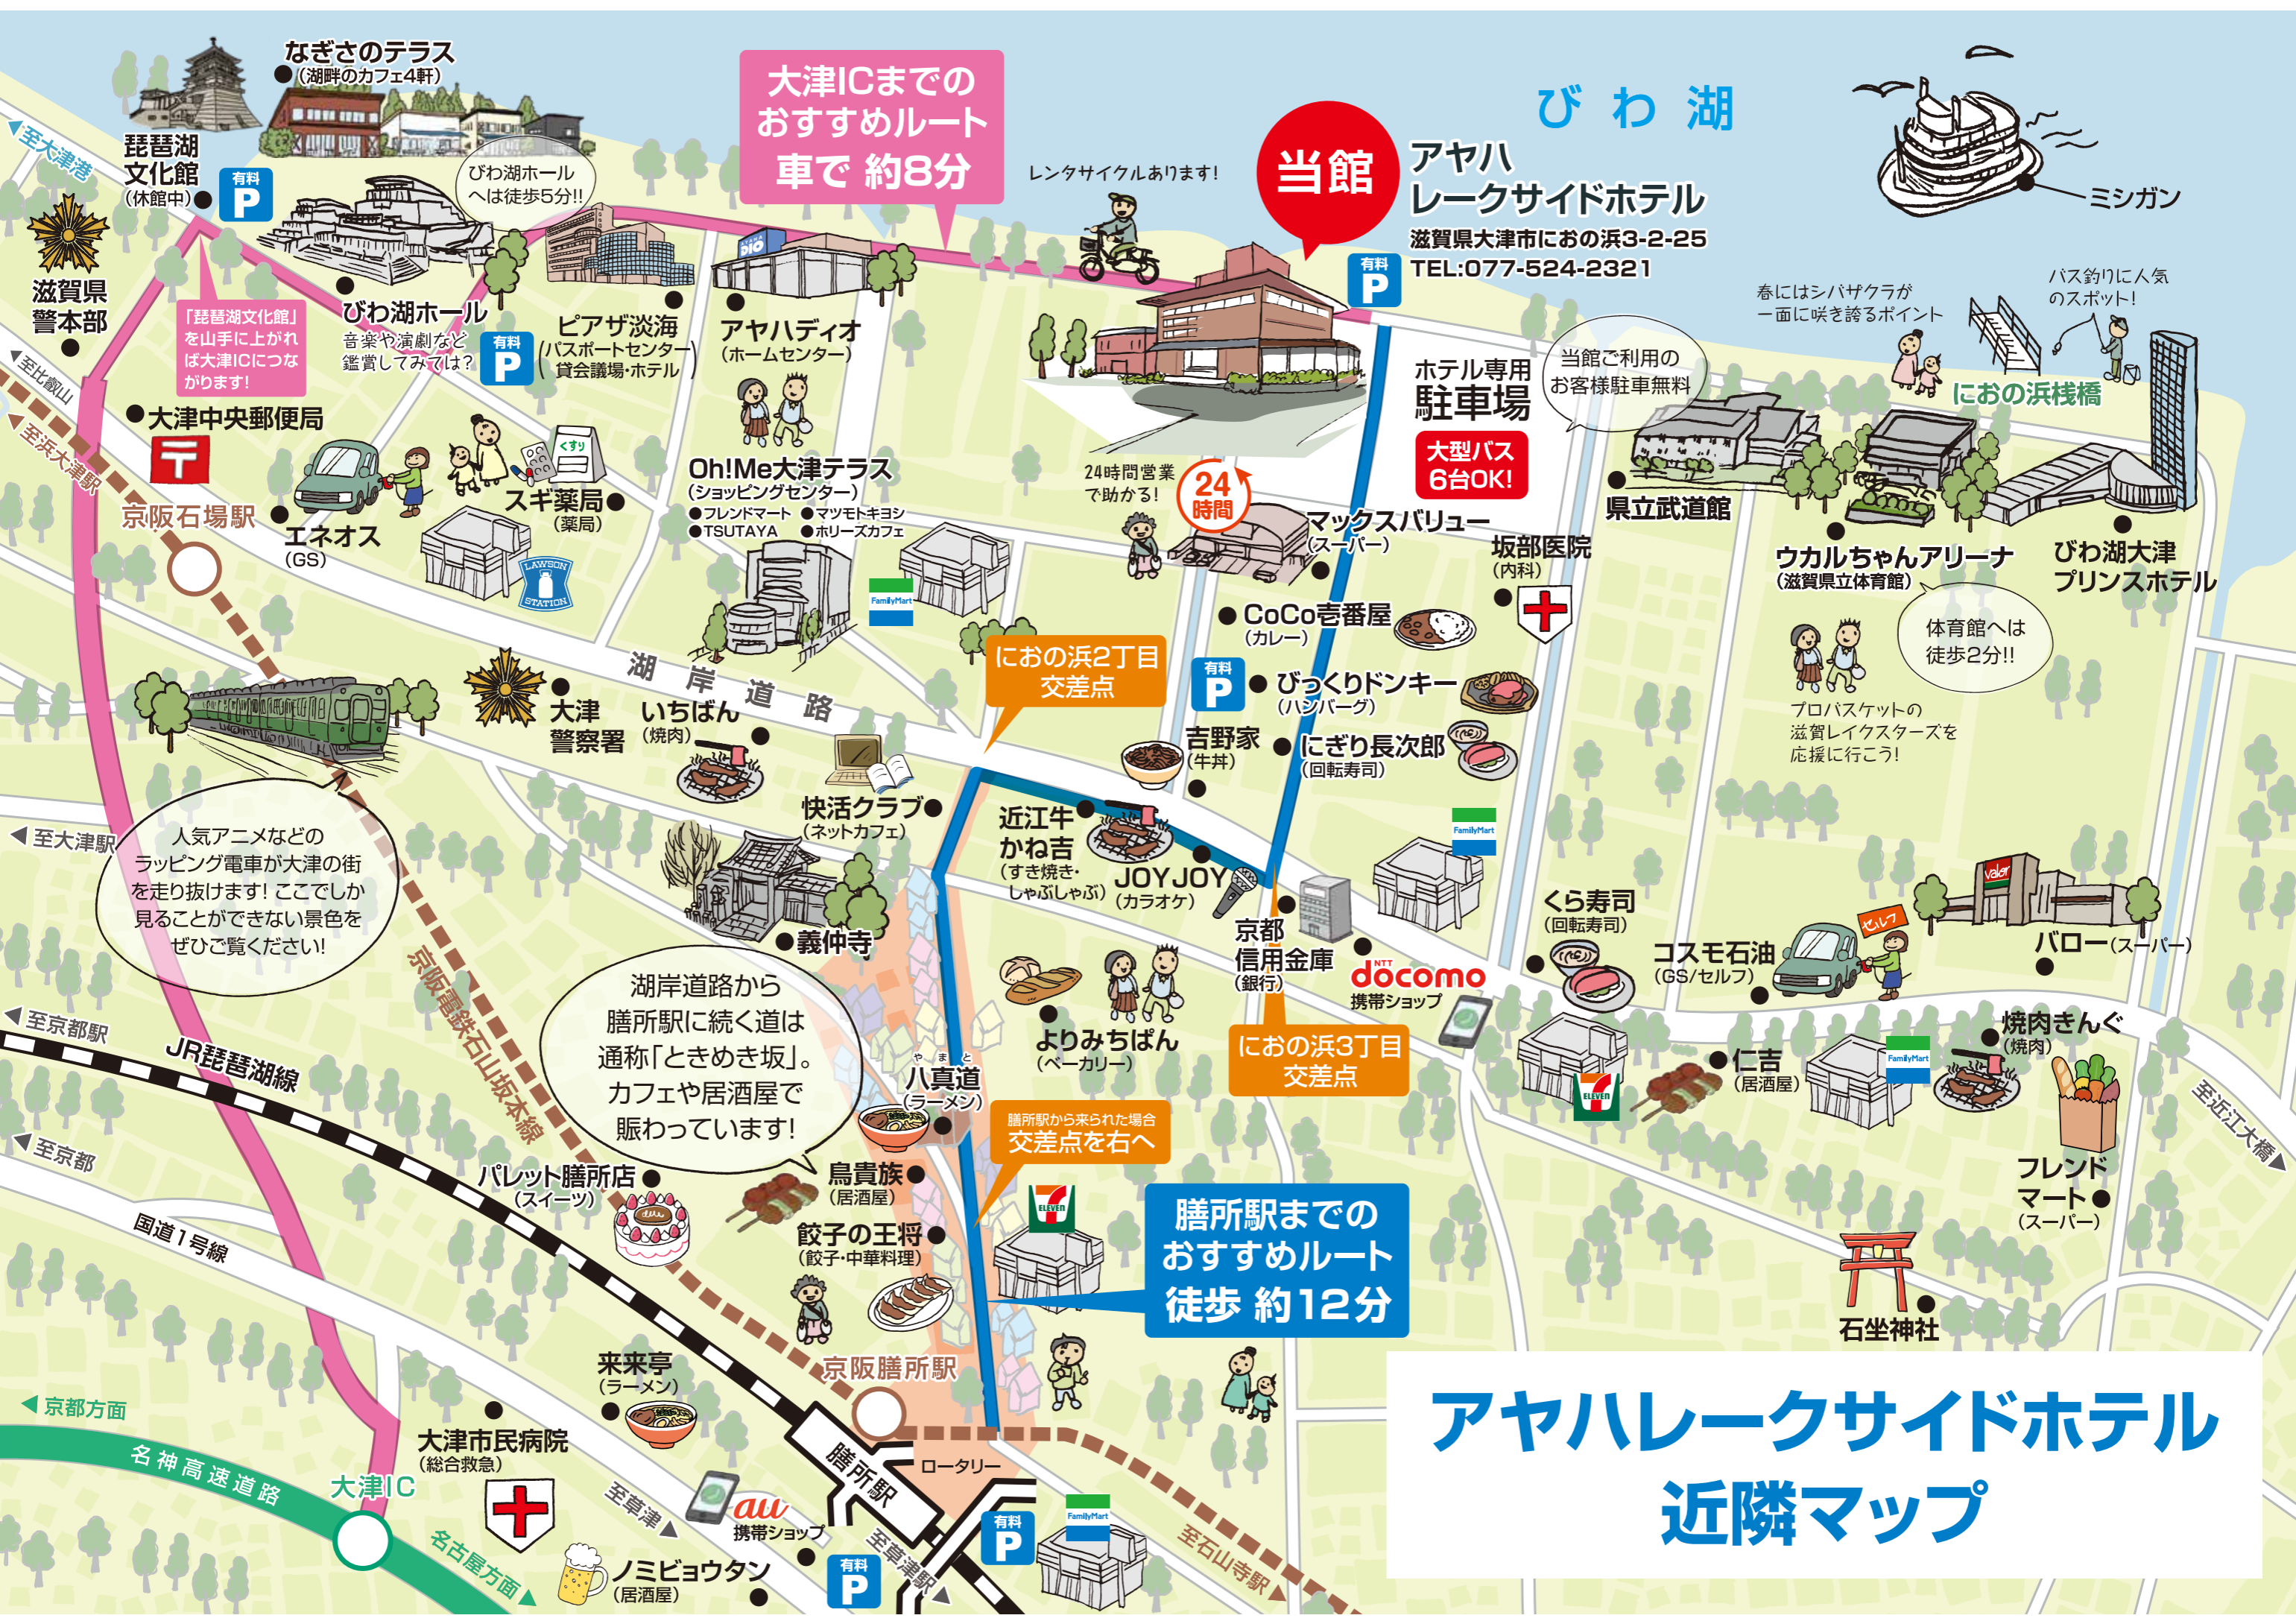 なぎさのテラス
(湖畔のカフェ4軒)
◀至大津港
琵琶湖
文化館
(休館中)
有料
P
びわ湖ホール
へは徒歩5分!!
大津ICまでの
おすすめルート
車で 約8分
レンタサイクルあります!
当館
アヤハ
レークサイドホテル
滋賀県大津市におの浜3-2-25
TEL:077-524-2321
有料
P
びわ湖
ミシガン
滋賀県
警本部
「琵琶湖文化館」
を山手に上がれ
ば大津ICにつな
がります!
びわ湖ホール
音楽や演劇など
鑑賞してみては?
有料
P
ピアザ淡海
(パスポートセンター
貸会議場・ホテル)
DIO
アヤハディオ
(ホームセンター)
春にはシバザクラが
一面に咲き誇るポイント
バス釣りに人気
のスポット!
におの浜桟橋
ホテル専用
駐車場
大型バス
6台OK!
当館ご利用の
お客様駐車無料
◀至比叡山
◀至浜大津駅
大津中央郵便局
京阪石場駅
エネオス
(GS)
くすり
スギ薬局
(薬局)
LAWSON
STATION
Oh!Me大津テラス
(ショッピングセンター)
●フレンドマート ●マツモトキヨシ
●TSUTAYA ●ホリーズカフェ
FamilyMart
24時間営業
で助かる!
24
時間
マックスバリュー
(スーパー)
坂部医院
(内科)
県立武道館
ウカルちゃんアリーナ
(滋賀県立体育館)
びわ湖大津
プリンスホテル
体育館へは
徒歩2分!!
プロバスケットの
滋賀レイクスターズを
応援に行こう!
CoCo壱番屋
(カレー)
有料
P
びっくりドンキー
(ハンバーグ)
にぎり長次郎
(回転寿司)
吉野家
(牛丼)
におの浜2丁目
交差点
湖岸道路
大津
警察署
いちばん
(焼肉)
快活クラブ
(ネットカフェ)
近江牛
かね吉
(すき焼き・
しゃぶしゃぶ)
JOYJOY
(カラオケ)
京都
信用金庫
(銀行)
FamilyMart
NTT
docomo
携帯ショップ
におの浜3丁目
交差点
くら寿司
(回転寿司)
コスモ石油
(GS/セルフ)
セルフ
valor
バロー(スーパー)
ELEVEN
仁吉
(居酒屋)
FamilyMart
焼肉きんぐ
(焼肉)
フレンド
マート
(スーパー)
至近江大橋▶
石坐神社
◀至大津駅
人気アニメなどの
ラッピング電車が大津の街
を走り抜けます! ここでしか
見ることができない景色を
ぜひご覧ください!
義仲寺
京阪電鉄石山坂本線
湖岸道路から
膳所駅に続く道は
通称「ときめき坂」。
カフェや居酒屋で
賑わっています!
よりみちぱん
(ベーカリー)
やまと
八真道
(ラーメン)
膳所駅から来られた場合
交差点を右へ
◀至京都駅
JR琵琶湖線
◀至京都
国道1号線
パレット膳所店
(スイーツ)
鳥貴族
(居酒屋)
餃子の王将
(餃子・中華料理)
ELEVEN
膳所駅までの
おすすめルート
徒歩 約12分
京阪膳所駅
来来亭
(ラーメン)
◀京都方面
名神高速道路
大津IC
名古屋方面▶
大津市民病院
(総合救急)
至草津▶
au
携帯ショップ
膳所駅
ロータリー
ノミビョウタン
(居酒屋)
有料
P
至草津駅▶
有料
P
FamilyMart
至石山寺駅▶
アヤハレークサイドホテル
近隣マップ